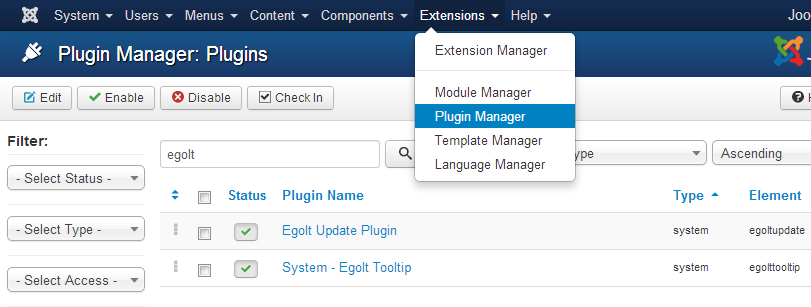 System Users Menus Content Components Extensions Help Joo
Plugin Manager: Plugins
Extension Manager
Module Manager
Plugin Manager
Template Manager
Language Manager
Edit Enable Disable Check In
Filter:
- Select Status -
- Select Type -
- Select Access -
egolt
ype
Ascending
Status Plugin Name Type Element
Egolt Update Plugin system egoltupdate
System - Egolt Tooltip system egolttooltip